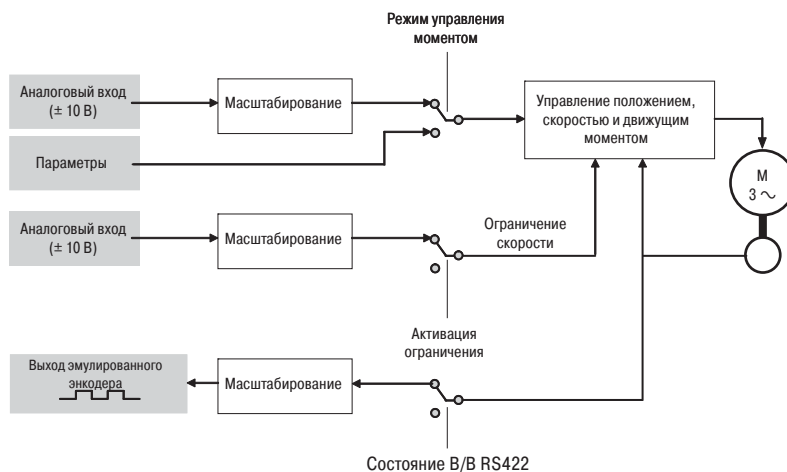 Режим управления
моментом
Аналоговый вход
(± 10 В)
Масштабирование
Управление положением,
скоростью и движущим
моментом
Параметры
М
3 ~
Аналоговый вход
(± 10 В)
Масштабирование
Ограничение
скорости
Активация
ограничения
Выход эмулированного
энкодера
Масштабирование
Состояние В/В RS422